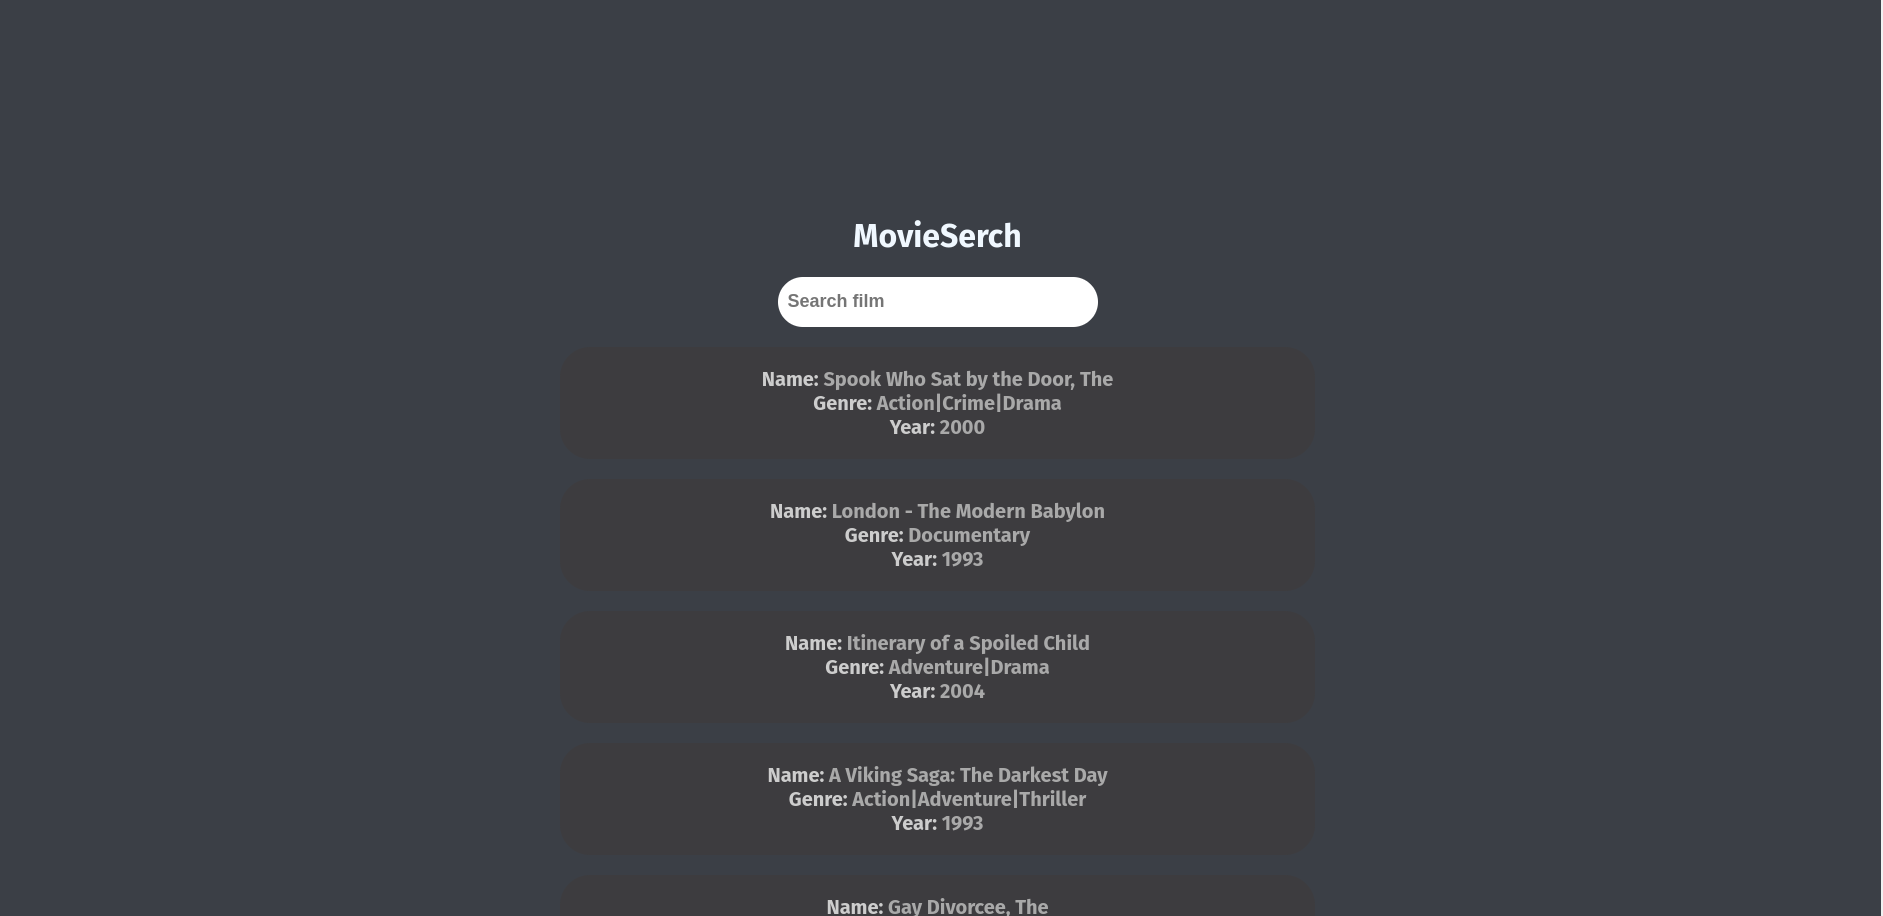 MovieSerch
Search film
Name: Spook Who Sat by the Door, The
Genre: Action|Crime|Drama
Year: 2000
Name: London - The Modern Babylon
Genre: Documentary
Year: 1993
Name: Itinerary of a Spoiled Child
Genre: Adventure|Drama
Year: 2004
Name: A Viking Saga: The Darkest Day
Genre: Action|Adventure|Thriller
Year: 1993
Name: Gay Divorcee, The